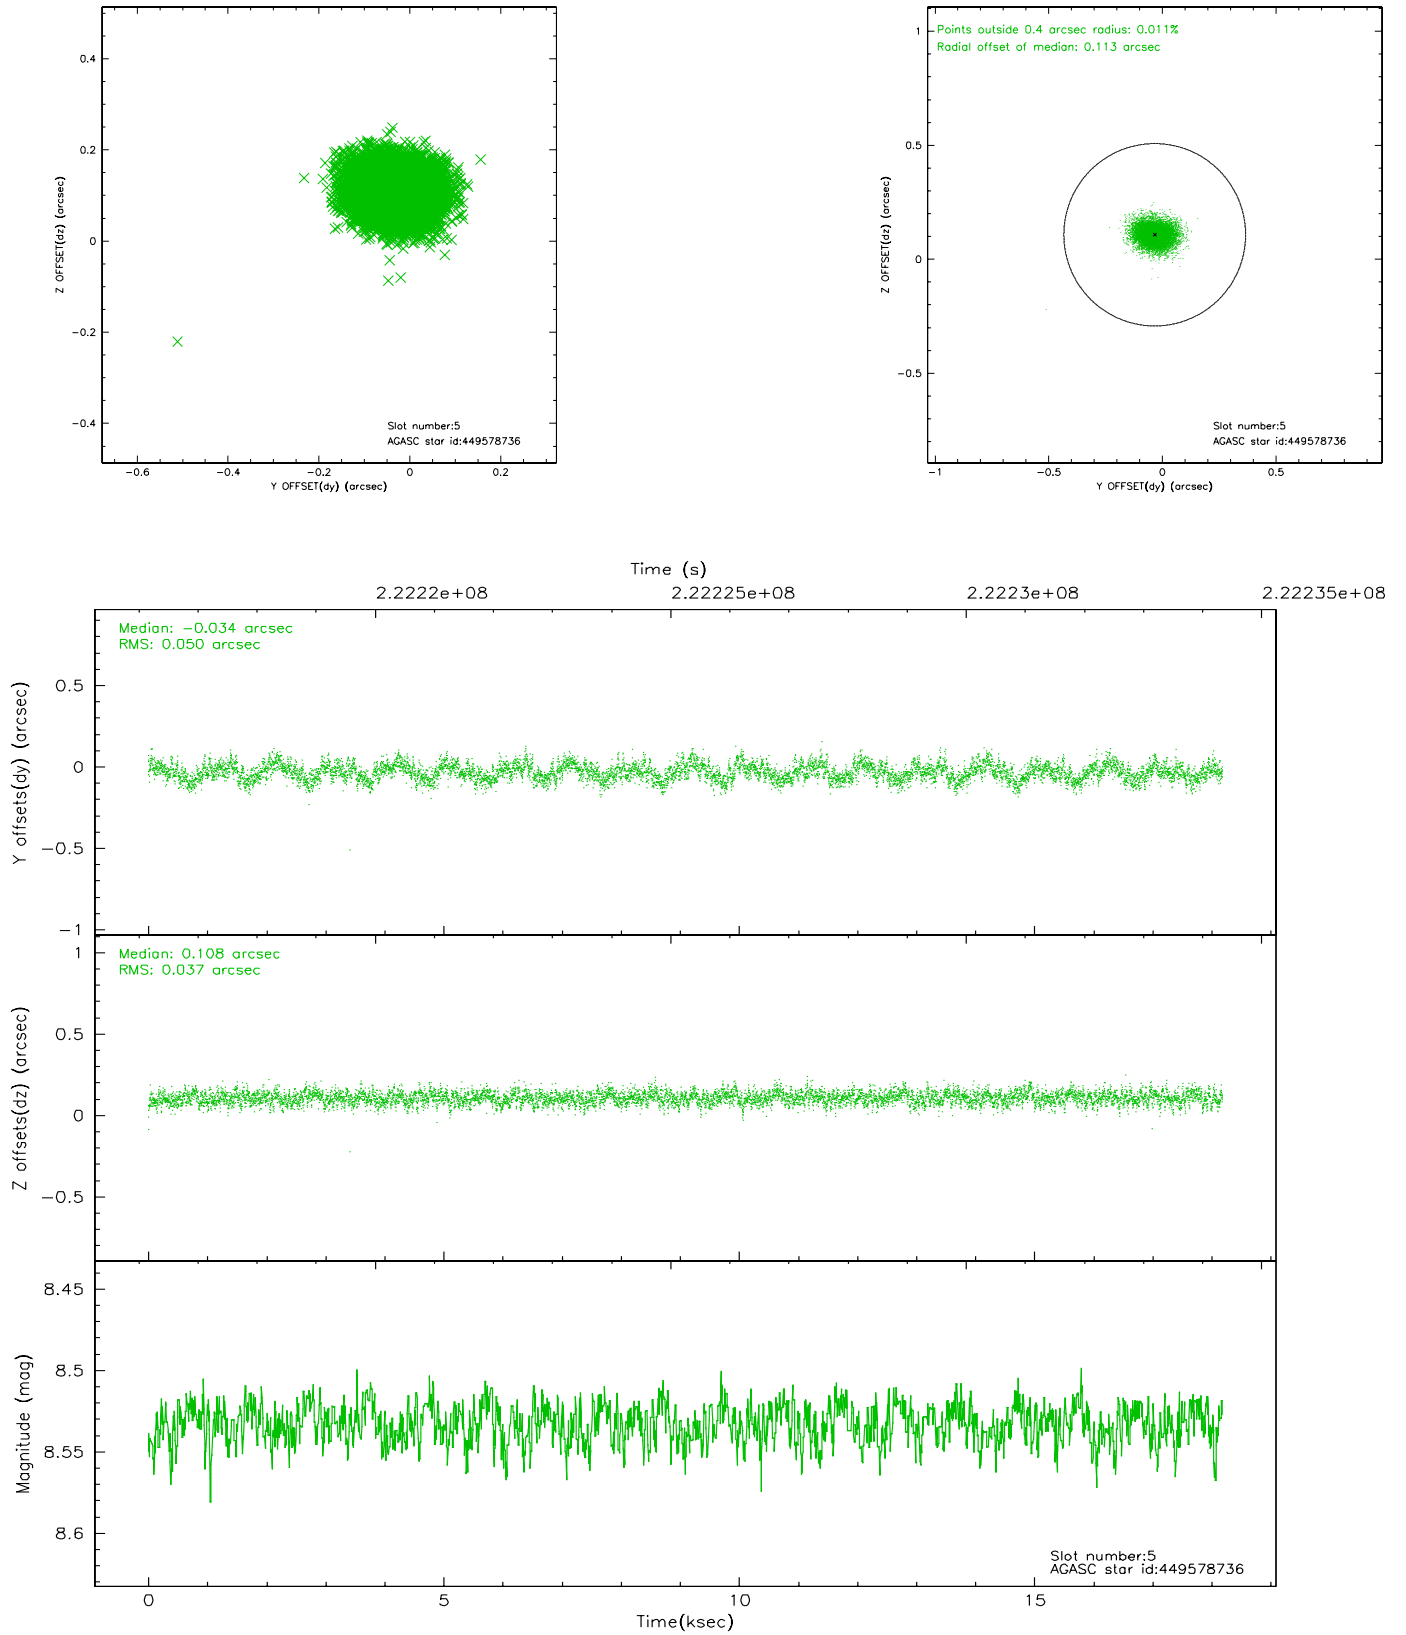 0.4
0.2
0
−0.2
−0.4
Z OFFSET(dz) (arcsec)
Slot number:5
AGASC star id:449578736
−0.6
−0.4
−0.2
0
0.2
Y OFFSET(dy) (arcsec)
Points outside 0.4 arcsec radius: 0.011%
Radial offset of median: 0.113 arcsec
1
0.5
0
−0.5
Z OFFSET(dz) (arcsec)
Slot number:5
AGASC star id:449578736
−1
−0.5
0
0.5
Y OFFSET(dy) (arcsec)
Time (s)
2.2222e+08
2.22225e+08
2.2223e+08
2.22235e+08
Median: −0.034 arcsec
RMS: 0.050 arcsec
0.5
0
−0.5
−1
Y offsets(dy) (arcsec)
Median: 0.108 arcsec
RMS: 0.037 arcsec
1
0.5
0
−0.5
Z offsets(dz) (arcsec)
8.45
8.5
8.55
8.6
Magnitude (mag)
Slot number:5
AGASC star id:449578736
0
5
10
15
Time(ksec)